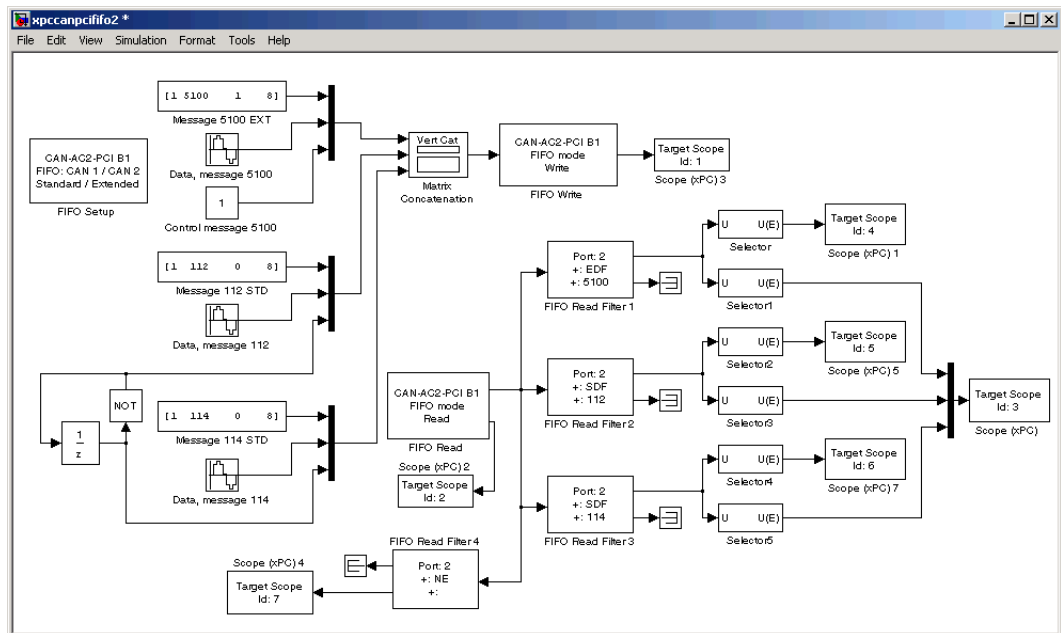 xpccanpcififo2 *
File Edit View Simulation Format Tools Help
[1 5100 1 8]
Message 5100 EXT
CAN-AC2-PCI B1
FIFO: CAN 1 / CAN 2
Standard / Extended
FIFO Setup
Data, message 5100
1
Control message 5100
Vert Cat
Matrix
Concatenation
CAN-AC2-PCI B1
FIFO mode
Write
FIFO Write
Target Scope
Id: 1
Scope (xPC) 3
[1 112 0 8]
Message 112 STD
Data, message 112
NOT
1
z
[1 114 0 8]
Message 114 STD
Data, message 114
CAN-AC2-PCI B1
FIFO mode
Read
FIFO Read
Scope (xPC) 2
Target Scope
Id: 2
Port: 2
+: EDF
+: 5100
FIFO Read Filter1
U U(E)
Selector
Target Scope
Id: 4
Scope (xPC) 1
U U(E)
Selector1
Port: 2
+: SDF
+: 112
FIFO Read Filter2
U U(E)
Selector2
Target Scope
Id: 5
Scope (xPC) 5
U U(E)
Selector3
Target Scope
Id: 3
Scope (xPC)
Port: 2
+: SDF
+: 114
FIFO Read Filter3
U U(E)
Selector4
Target Scope
Id: 6
Scope (xPC) 7
U U(E)
Selector5
FIFO Read Filter4
Port: 2
+: NE
+:
Scope (xPC) 4
Target Scope
Id: 7